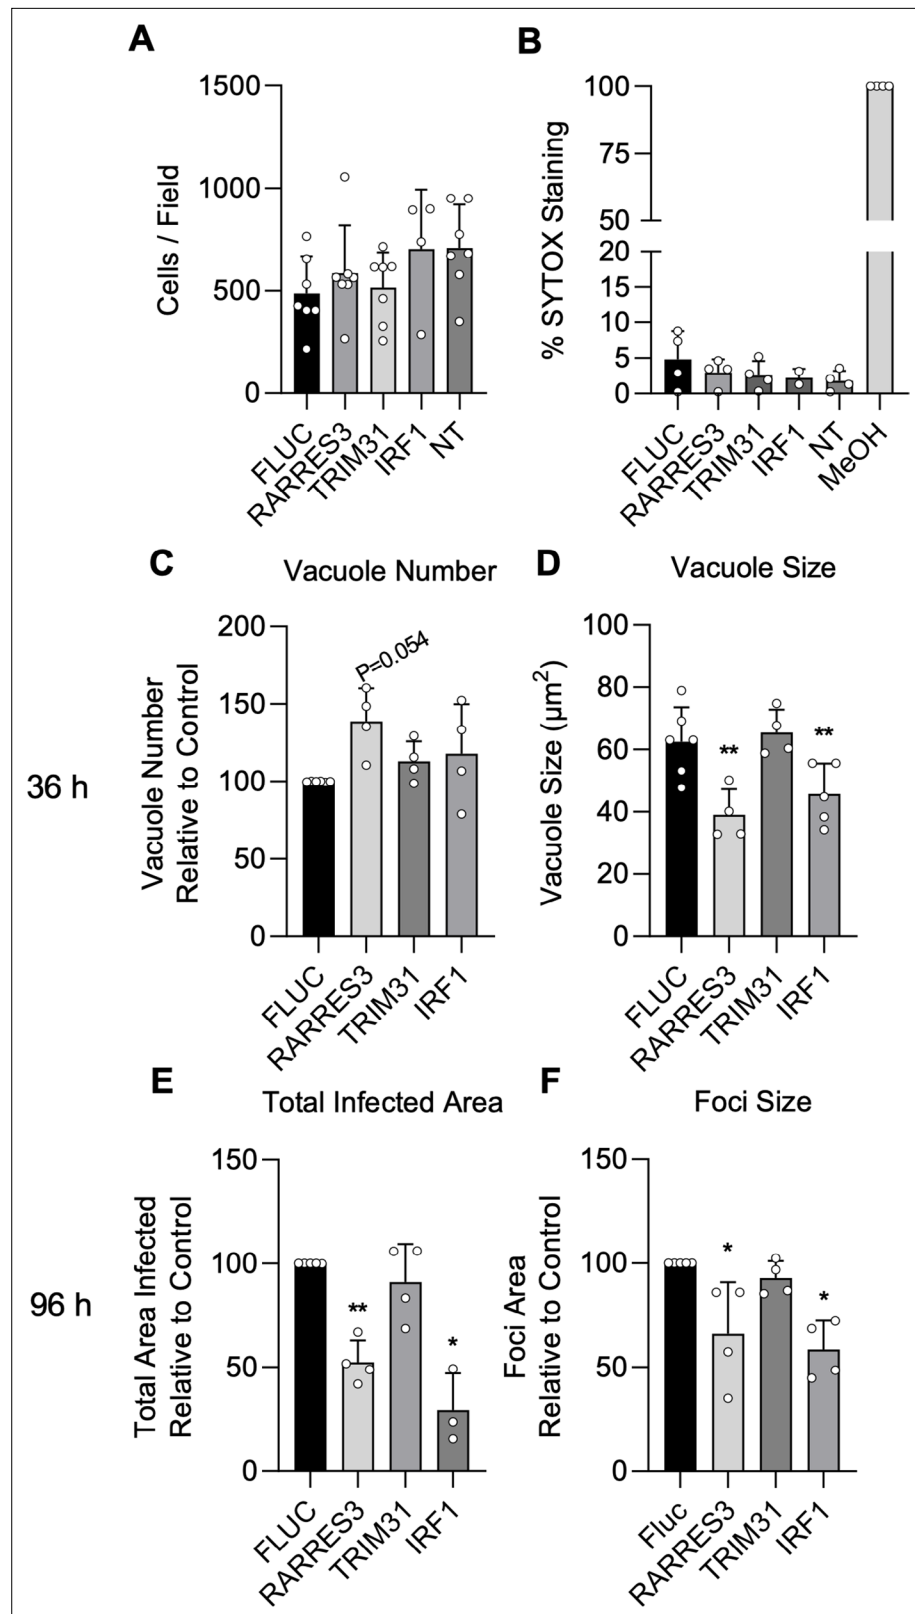 A
Cells / Field
1500
1000
500
0
FLUC
RARRES3
TRIM31
IRF1
NT
B
% SYTOX Staining
100
75
50
20
15
10
5
0
FLUC
RARRES3
TRIM31
IRF1
NT
MeOH
36 h
C
Vacuole Number
Vacuole Number
Relative to Control
200
150
100
50
0
P=0.054
FLUC
RARRES3
TRIM31
IRF1
D
Vacuole Size
Vacuole Size (µm²)
100
80
60
40
20
0
**
**
FLUC
RARRES3
TRIM31
IRF1
96 h
E
Total Infected Area
Total Area Infected
Relative to Control
150
100
50
0
**
*
FLUC
RARRES3
TRIM31
IRF1
F
Foci Size
Foci Area
Relative to Control
150
100
50
0
*
*
Fluc
RARRES3
TRIM31
IRF1